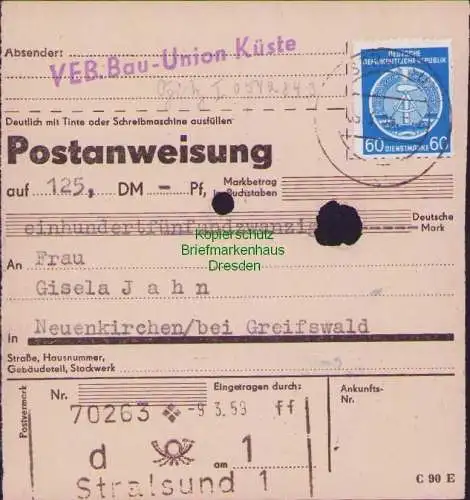 Absender:
VEB. Bau-Union Küste
DEUTSCHE
DEMOKRATISCHE REPUBLIK
60 DIENSTMARKE 60
Deutlich mit Tinte oder Schreibmaschine ausfüllen
Postanweisung
auf 125, DM — Pf, Markbetrag in Buchstaben
Deutsche Mark
Kopierschutz
Briefmarkenhaus
Dresden
An Frau
Gisela Jahn
in Neuenkirchen/bei Greifswald
Straße, Hausnummer,
Gebäudeteil, Stockwerk
Postvermerk
Nr. Eingetragen durch: Ankunfts-Nr.
70263 -9 3.59 ff
d am 1
Stralsund 1
C 90 E